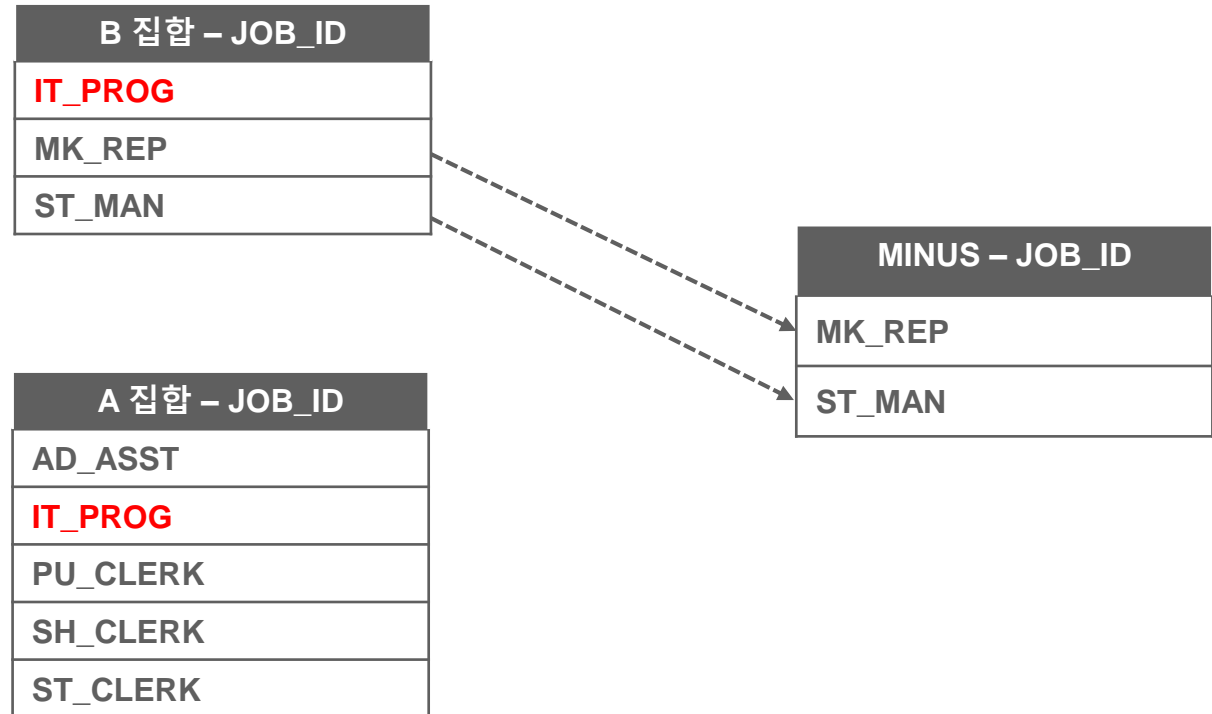 B 집합 – JOB_ID
IT_PROG
MK_REP
ST_MAN
MINUS – JOB_ID
MK_REP
ST_MAN
A 집합 – JOB_ID
AD_ASST
IT_PROG
PU_CLERK
SH_CLERK
ST_CLERK